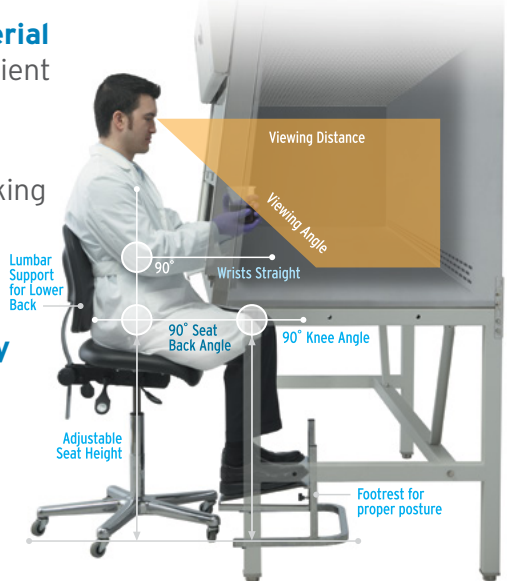 erial
ient
king
y
Viewing Distance
Viewing Angle
90°
Wrists Straight
Lumbar
Support
for Lower
Back
90° Seat
Back Angle
90° Knee Angle
Adjustable
Seat Height
Footrest for
proper posture